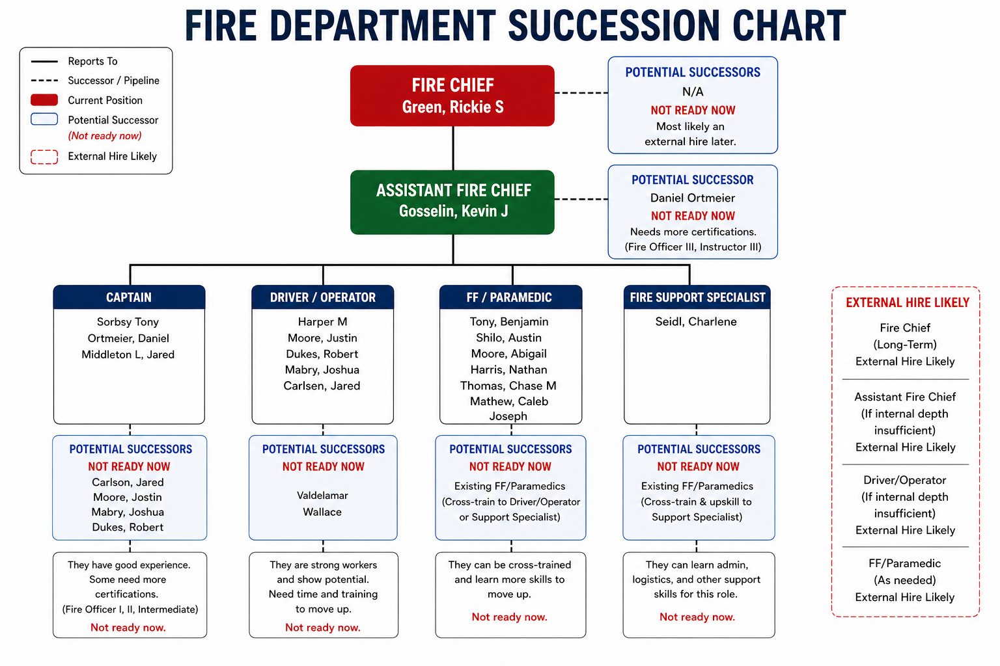 FIRE DEPARTMENT SUCCESSION CHART
Reports To
Successor / Pipeline
Current Position
Potential Successor
(Not ready now)
External Hire Likely
FIRE CHIEF
Green, Rickie S
POTENTIAL SUCCESSORS
N/A
NOT READY NOW
Most likely an
external hire later.
ASSISTANT FIRE CHIEF
Gosselin, Kevin J
POTENTIAL SUCCESSOR
Daniel Ortmeier
NOT READY NOW
Needs more certifications.
(Fire Officer III, Instructor III)
CAPTAIN
Sorbsy Tony
Ortmeier, Daniel
Middleton L, Jared
DRIVER / OPERATOR
Harper M
Moore, Justin
Dukes, Robert
Mabry, Joshua
Carlsen, Jared
FF / PARAMEDIC
Tony, Benjamin
Shilo, Austin
Moore, Abigail
Harris, Nathan
Thomas, Chase M
Mathew, Caleb
Joseph
FIRE SUPPORT SPECIALIST
Seidl, Charlene
POTENTIAL SUCCESSORS
NOT READY NOW
Carlson, Jared
Moore, Jostin
Mabry, Joshua
Dukes, Robert
POTENTIAL SUCCESSORS
NOT READY NOW
Valdelamar
Wallace
POTENTIAL SUCCESSORS
NOT READY NOW
Existing FF/Paramedics
(Cross-train to Driver/Operator
or Support Specialist)
POTENTIAL SUCCESSORS
NOT READY NOW
Existing FF/Paramedics
(Cross-train & upskill to
Support Specialist)
They have good experience.
Some need more
certifications.
(Fire Officer I, II, Intermediate)
Not ready now.
They are strong workers
and show potential.
Need time and training
to move up.
Not ready now.
They can be cross-trained
and learn more skills to
move up.
Not ready now.
They can learn admin,
logistics, and other support
skills for this role.
Not ready now.
EXTERNAL HIRE LIKELY
Fire Chief
(Long-Term)
External Hire Likely
Assistant Fire Chief
(If internal depth
insufficient)
External Hire Likely
Driver/Operator
(If internal depth
insufficient)
External Hire Likely
FF/Paramedic
(As needed)
External Hire Likely